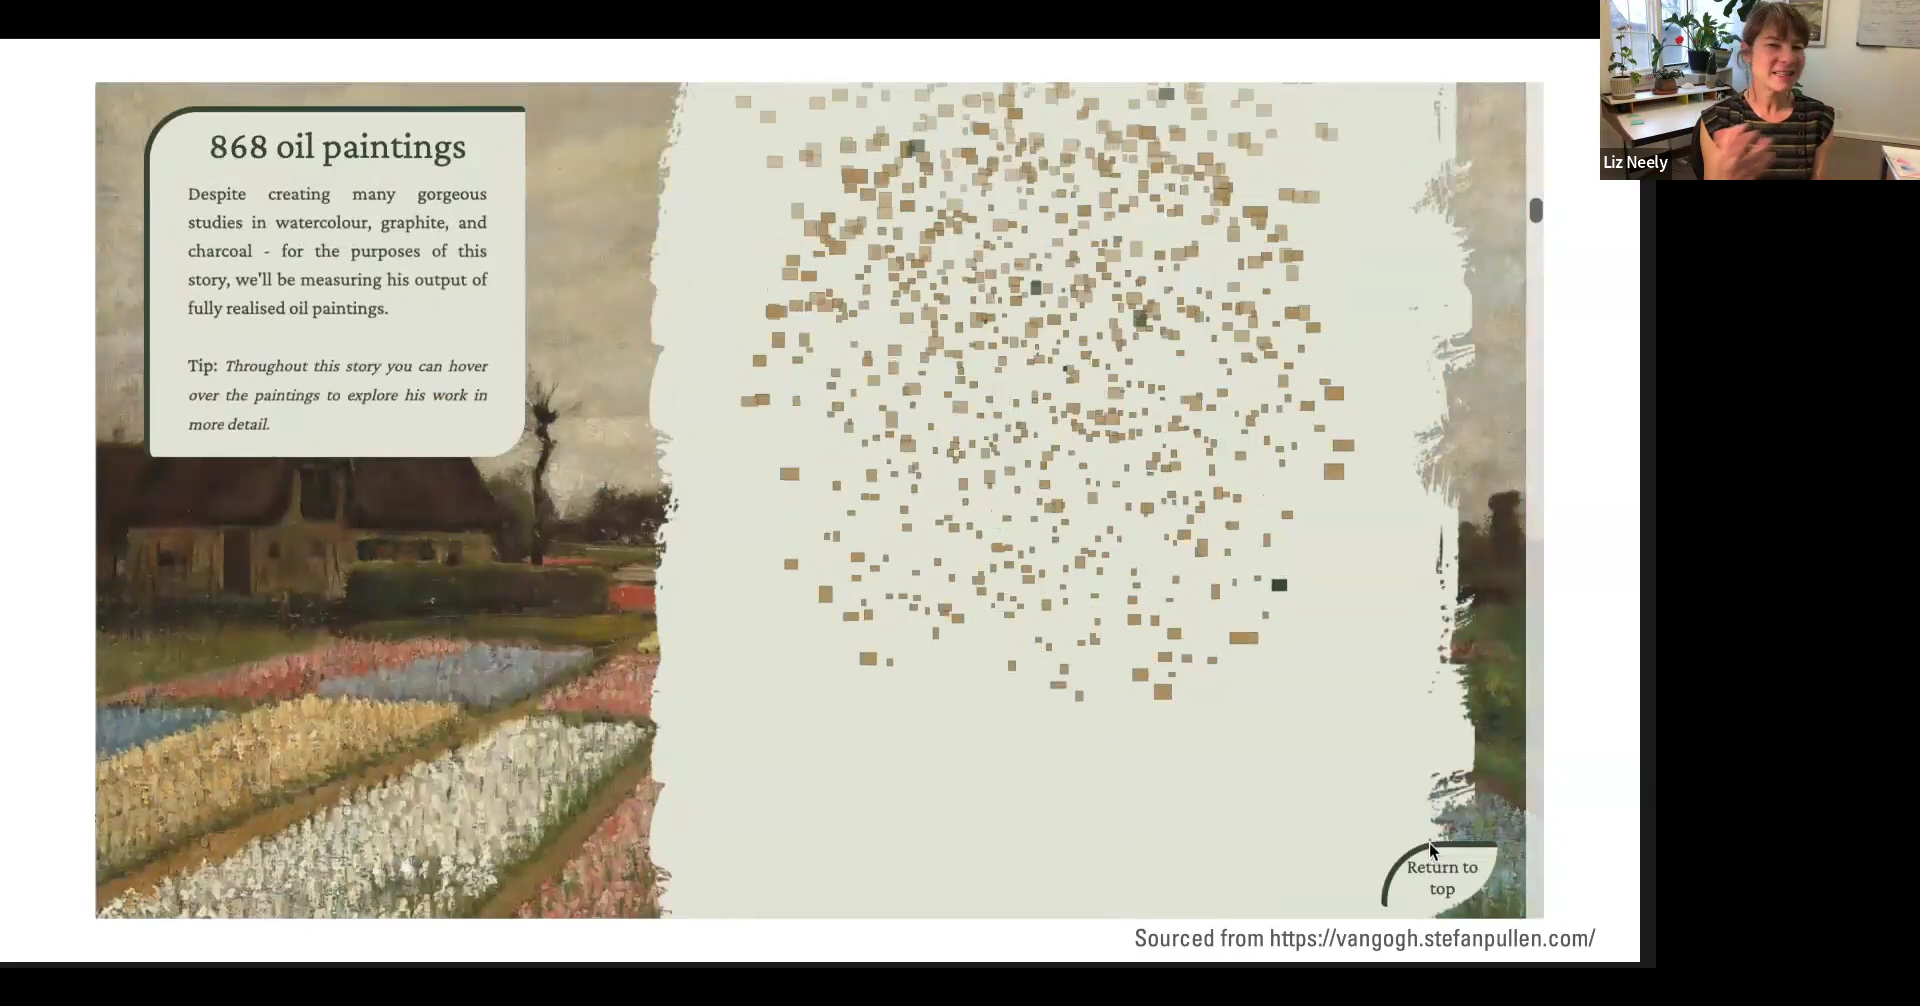 868 oil paintings
Despite creating many gorgeous
studies in watercolour, graphite, and
charcoal - for the purposes of this
story, we'll be measuring his output of
fully realised oil paintings.
Tip: Throughout this story you can hover
over the paintings to explore his work in
more detail.
Return to
top
Sourced from https://vangogh.stefanpullen.com/
Liz Neely